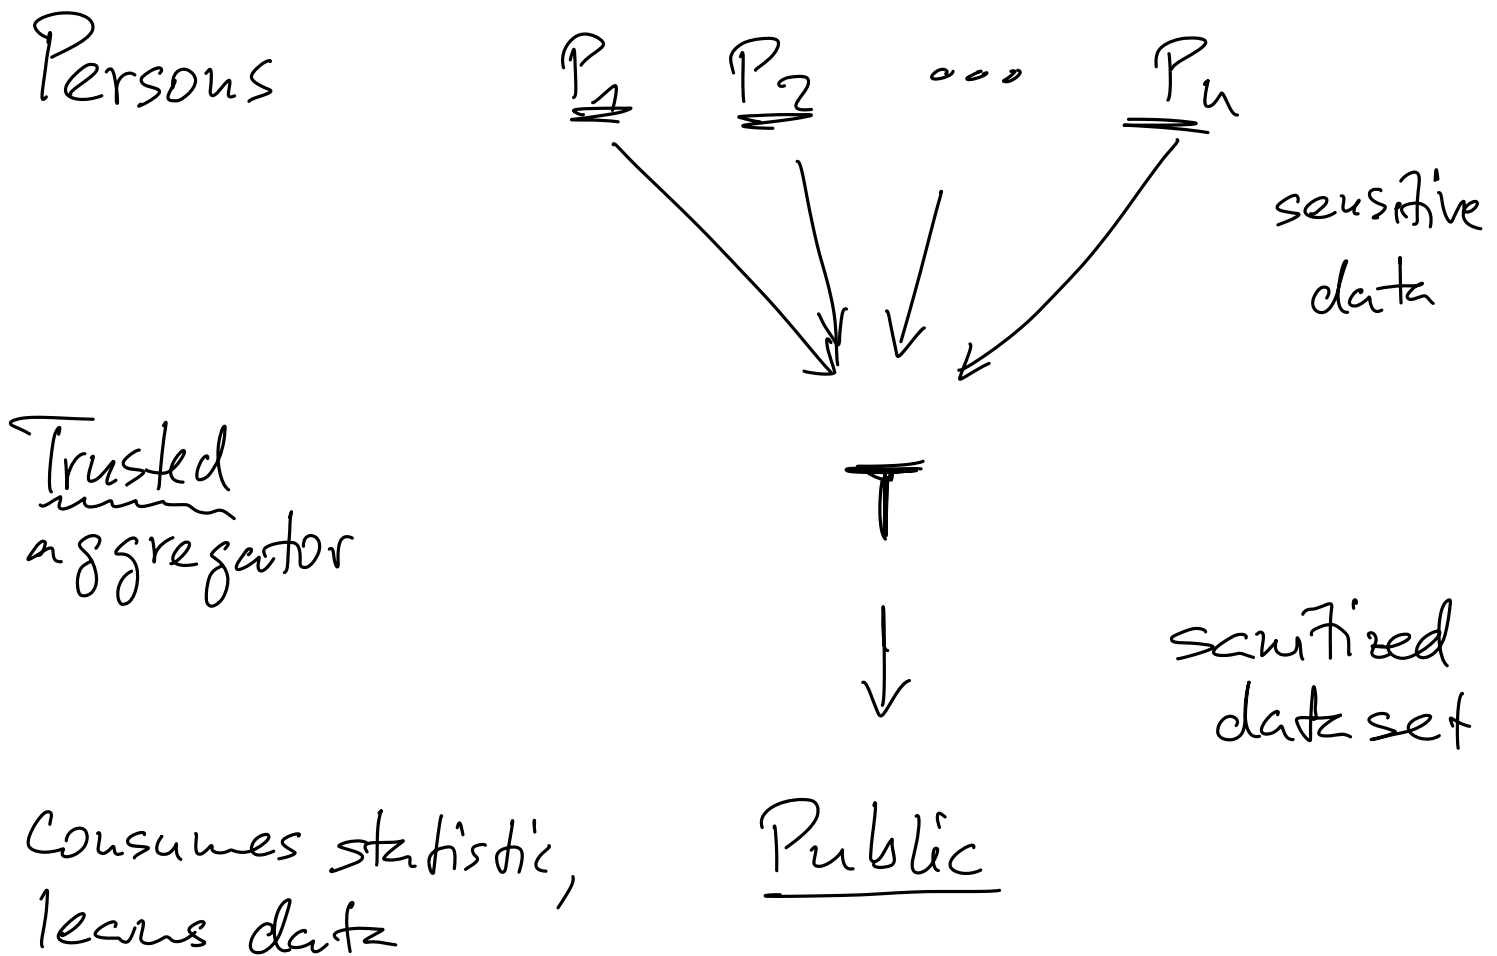 Persons P1 P2 ... Pn
sensitive
data
Trusted
aggregator
T
sanitized
dataset
Consumes statistic,
Public
learns data